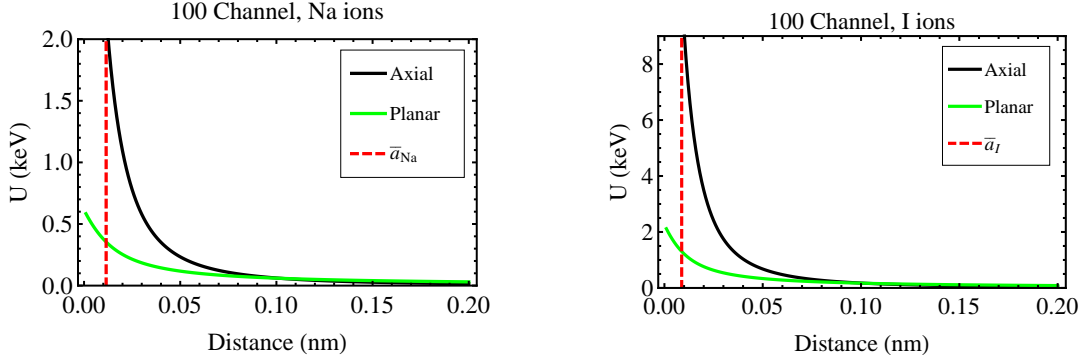 100 Channel, Na ions
U (keV)
2.0
1.5
1.0
0.5
0.0
0.00 0.05 0.10 0.15 0.20
Distance (nm)
Axial
Planar
a̅Na
100 Channel, I ions
U (keV)
8
6
4
2
0
0.00 0.05 0.10 0.15 0.20
Distance (nm)
Axial
Planar
a̅I